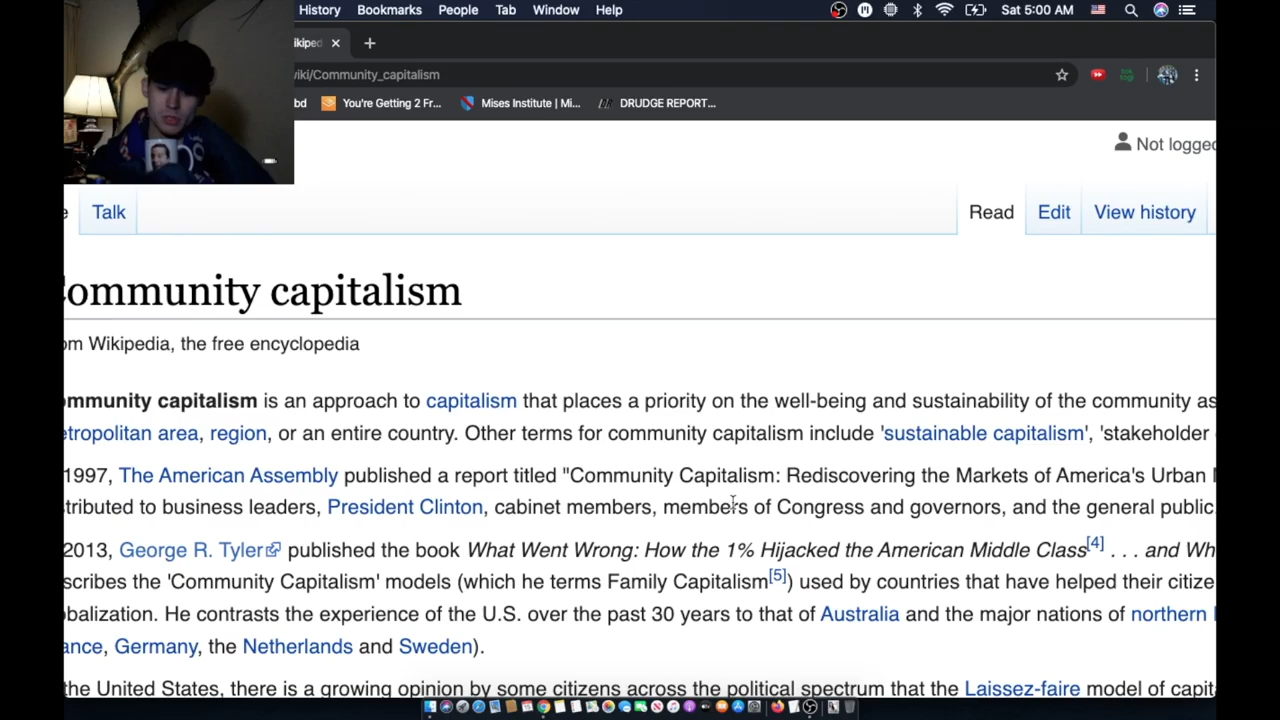 History Bookmarks People Tab Window Help Sat 5:00 AM
ikiped
iki/Community_capitalism
bd You're Getting 2 Fr... Mises Institute | Mi... DRUDGE REPORT...
Not logged
e Talk Read Edit View history
Community capitalism
om Wikipedia, the free encyclopedia
ommunity capitalism is an approach to capitalism that places a priority on the well-being and sustainability of the community as
etropolitan area, region, or an entire country. Other terms for community capitalism include 'sustainable capitalism', 'stakeholder
1997, The American Assembly published a report titled "Community Capitalism: Rediscovering the Markets of America's Urban
stributed to business leaders, President Clinton, cabinet members, members of Congress and governors, and the general public.
2013, George R. Tyler published the book What Went Wrong: How the 1% Hijacked the American Middle Class[4] . . . and Wh
scribes the 'Community Capitalism' models (which he terms Family Capitalism[5]) used by countries that have helped their citize
obalization. He contrasts the experience of the U.S. over the past 30 years to that of Australia and the major nations of northern
ance, Germany, the Netherlands and Sweden).
the United States, there is a growing opinion by some citizens across the political spectrum that the Laissez-faire model of capit